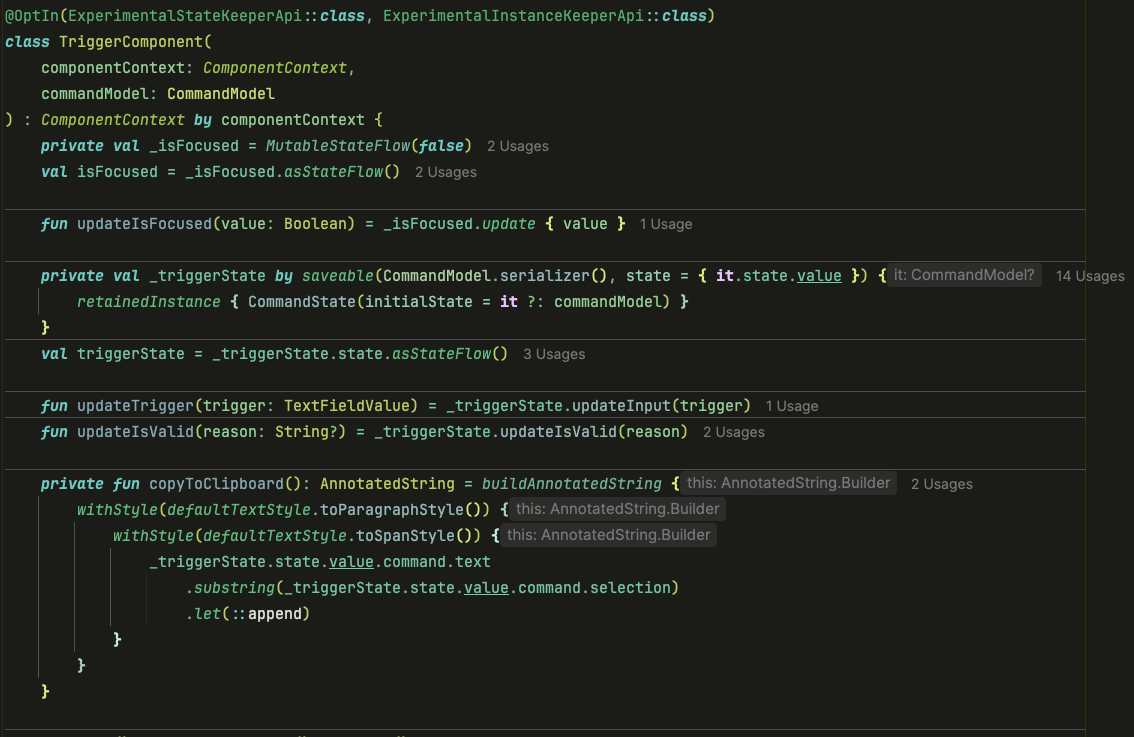 @OptIn(ExperimentalStateKeeperApi::class, ExperimentalInstanceKeeperApi::class)
class TriggerComponent(
    componentContext: ComponentContext,
    commandModel: CommandModel
) : ComponentContext by componentContext {
    private val _isFocused = MutableStateFlow(false) 2 Usages
    val isFocused = _isFocused.asStateFlow() 2 Usages
    fun updateIsFocused(value: Boolean) = _isFocused.update { value } 1 Usage
    private val _triggerState by saveable(CommandModel.serializer(), state = { it.state.value }) { it: CommandModel? 14 Usages
        retainedInstance { CommandState(initialState = it ?: commandModel) }
    }
    val triggerState = _triggerState.state.asStateFlow() 3 Usages
    fun updateTrigger(trigger: TextFieldValue) = _triggerState.updateInput(trigger) 1 Usage
    fun updateIsValid(reason: String?) = _triggerState.updateIsValid(reason) 2 Usages
    private fun copyToClipboard(): AnnotatedString = buildAnnotatedString { this: AnnotatedString.Builder 2 Usages
        withStyle(defaultTextStyle.toParagraphStyle()) { this: AnnotatedString.Builder
            withStyle(defaultTextStyle.toSpanStyle()) { this: AnnotatedString.Builder
                _triggerState.state.value.command.text
                    .substring(_triggerState.state.value.command.selection)
                    .let(::append)
            }
        }
    }